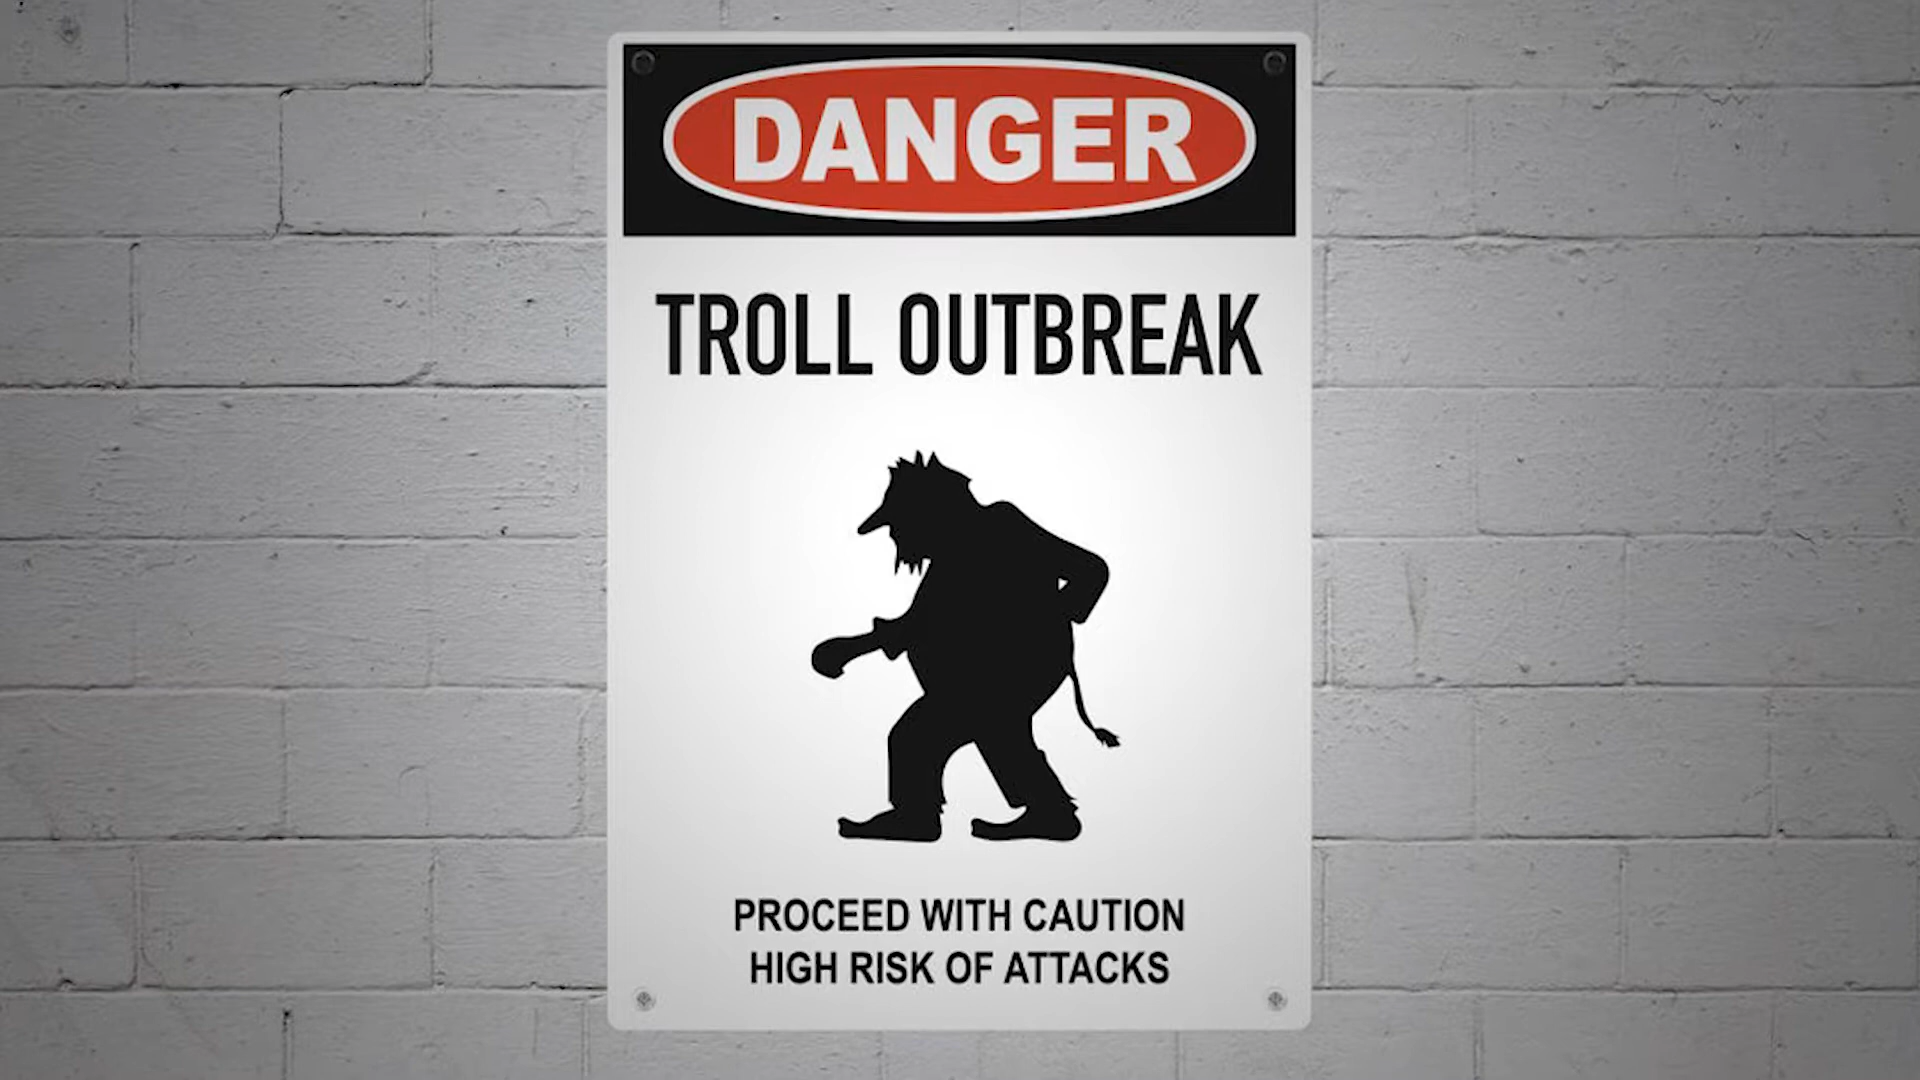 DANGER
TROLL OUTBREAK
PROCEED WITH CAUTION
HIGH RISK OF ATTACKS